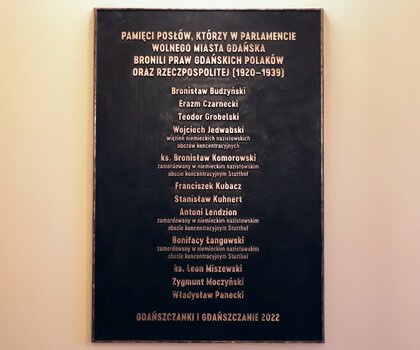 PAMIĘCI POSŁÓW, KTÓRZY W PARLAMENCIE
WOLNEGO MIASTA GDAŃSKA
BRONILI PRAW GDAŃSKICH POLAKÓW
ORAZ RZECZPOSPOLITEJ (1920–1939)
Bronisław Budzyński
Erazm Czarnecki
Teodor Grobelski
Wojciech Jedwabski
więzień niemieckich nazistowskich
obozów koncentracyjnych
ks. Bronisław Komorowski
zamordowany w niemieckim nazistowskim
obozie koncentracyjnym Stutthof
Franciszek Kubacz
Stanisław Kuhnert
Antoni Lendzion
zamordowany w niemieckim nazistowskim
obozie koncentracyjnym Stutthof
Bonifacy Łangowski
zamordowany w niemieckim nazistowskim
obozie koncentracyjnym Stutthof
ks. Leon Miszewski
Zygmunt Moczyński
Władysław Panecki
GDAŃSZCZANKI I GDAŃSZCZANIE 2022